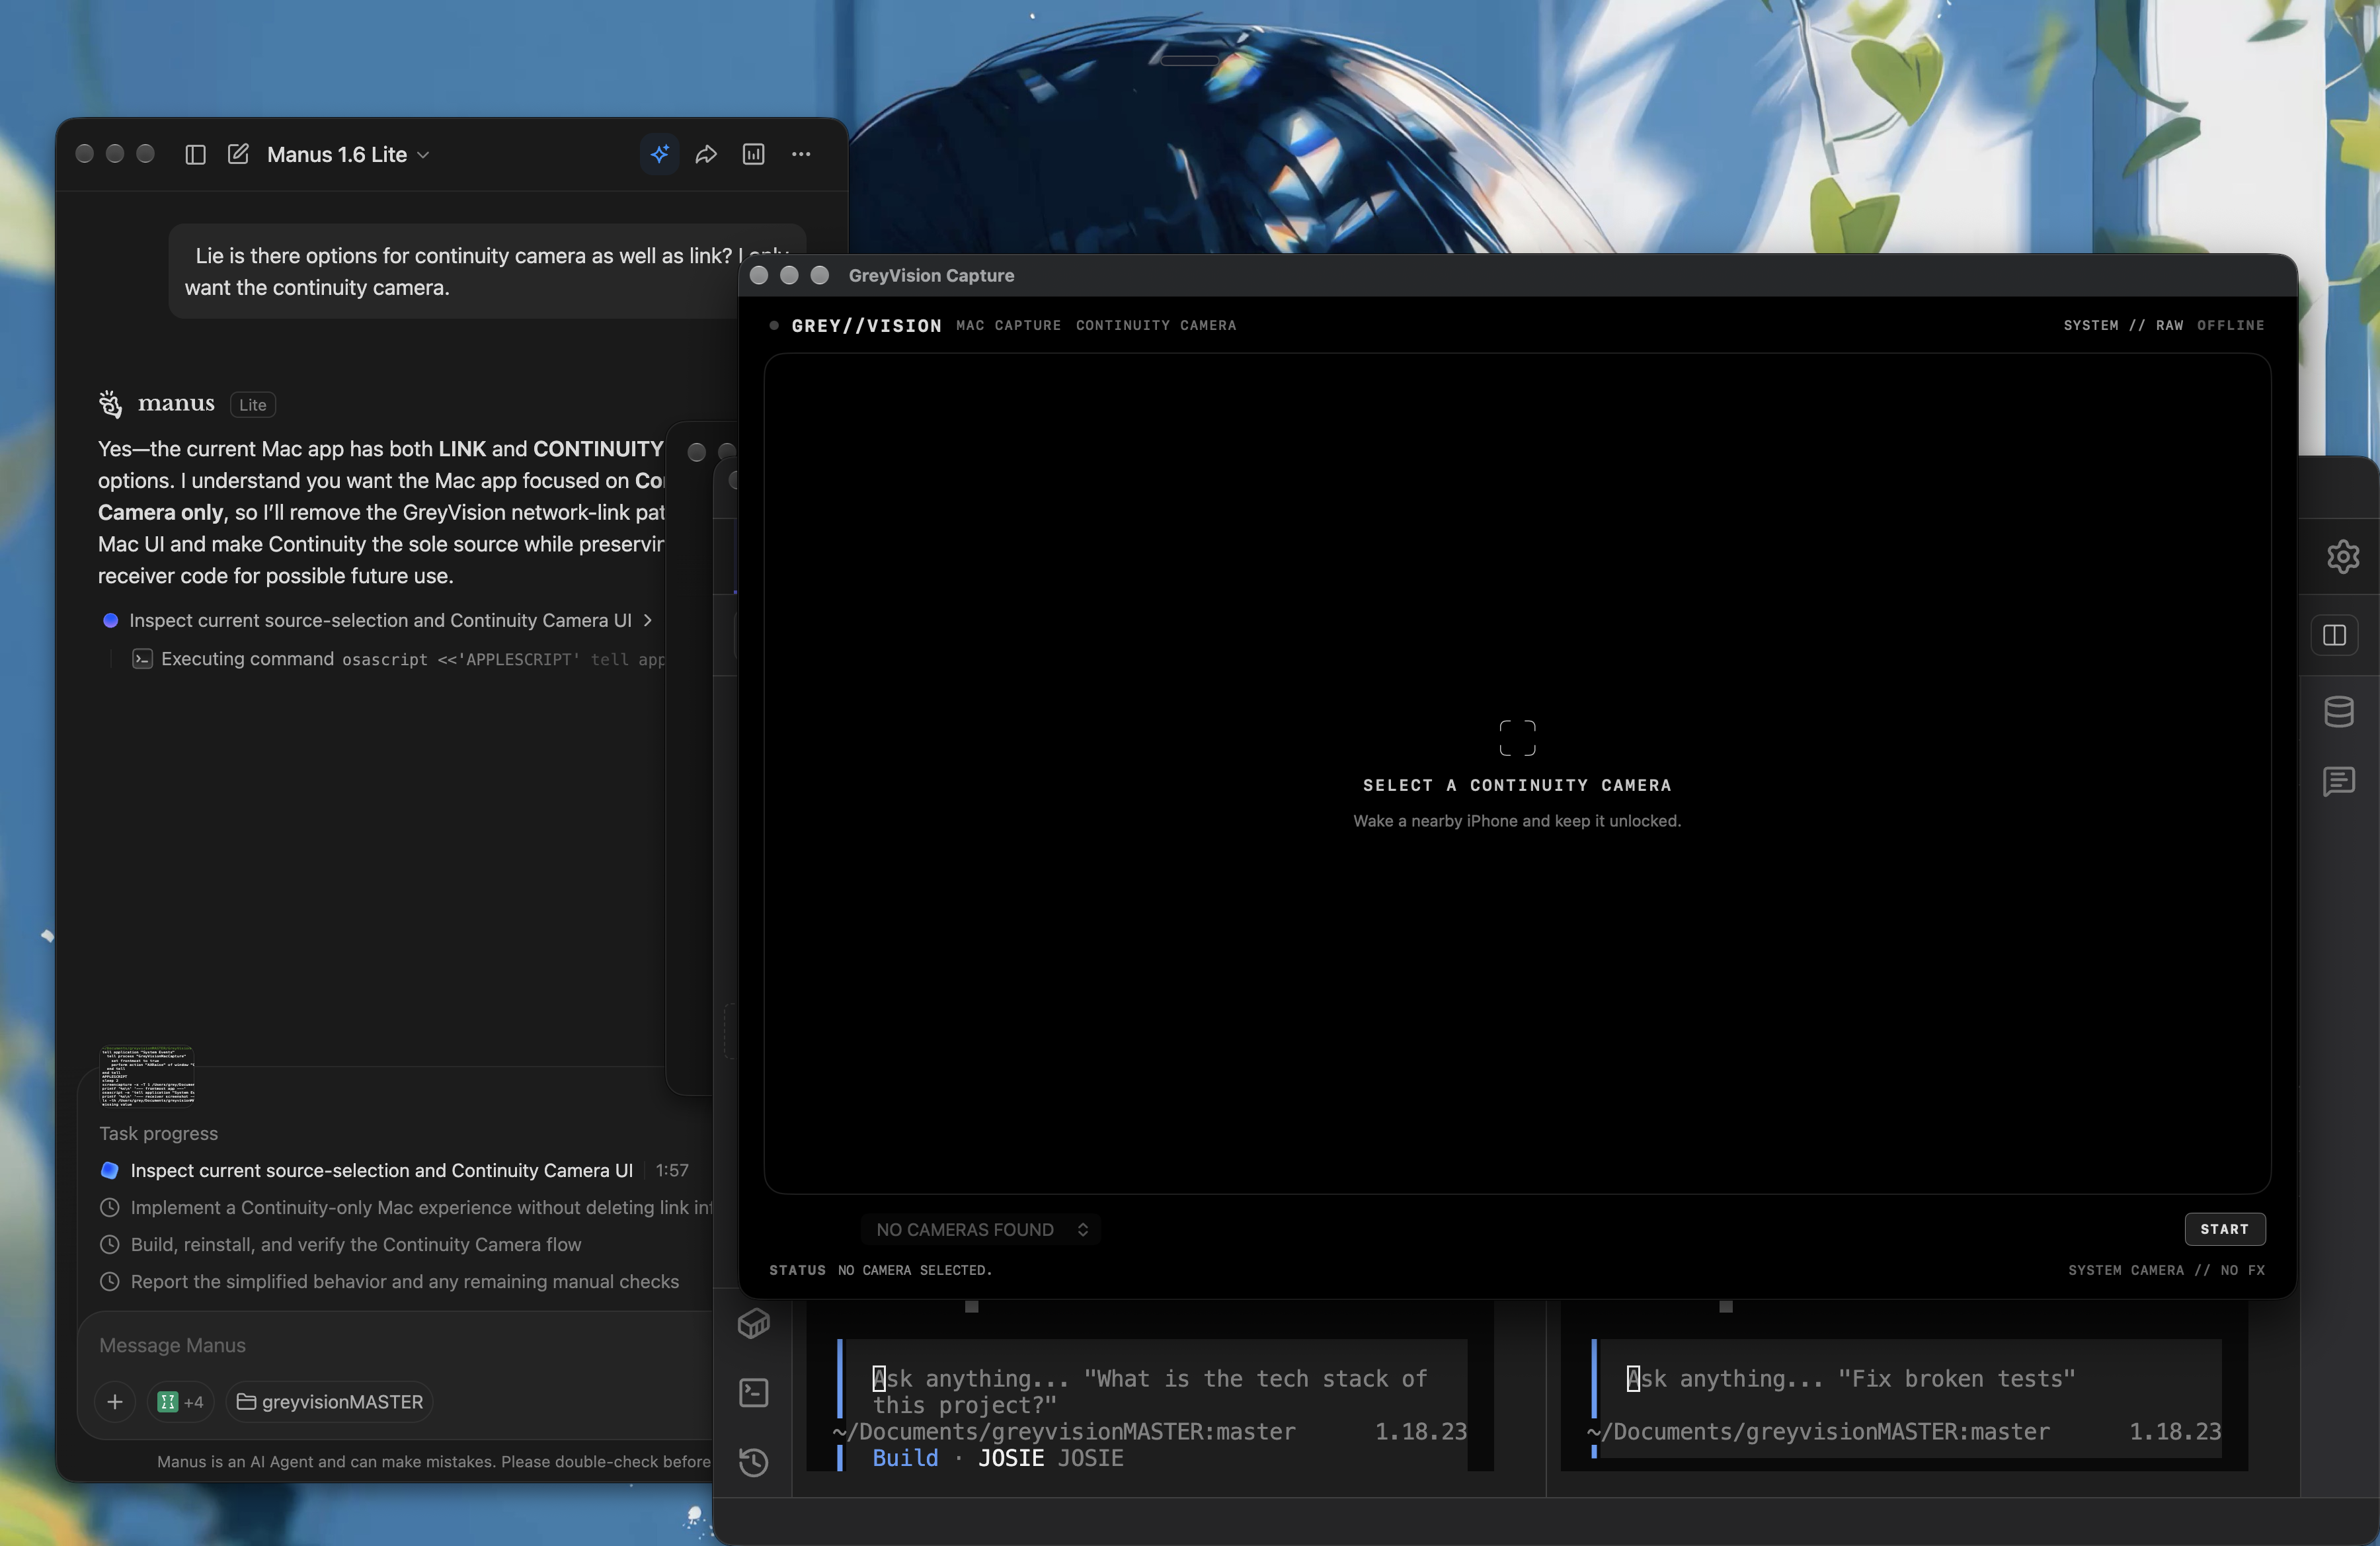 Manus 1.6 Lite
Lie is there options for continuity camera as well as link? I only
want the continuity camera.
manus Lite
Yes—the current Mac app has both LINK and CONTINUITY
options. I understand you want the Mac app focused on
Camera only, so I'll remove the GreyVision network-link
Mac UI and make Continuity the sole source while
receiver code for possible future use.
Inspect current source-selection and Continuity Camera UI
Executing command osascript <<'APPLESCRIPT' tell app
Task progress
Inspect current source-selection and Continuity Camera UI 1:57
Implement a Continuity-only Mac experience without deleting link
Build, reinstall, and verify the Continuity Camera flow
Report the simplified behavior and any remaining manual checks
Message Manus
+4 greyvisionMASTER
Manus is an AI Agent and can make mistakes. Please double-check before
GreyVision Capture
GREY//VISION MAC CAPTURE CONTINUITY CAMERA
SYSTEM // RAW OFFLINE
SELECT A CONTINUITY CAMERA
Wake a nearby iPhone and keep it unlocked.
NO CAMERAS FOUND
START
STATUS NO CAMERA SELECTED.
SYSTEM CAMERA // NO FX
Ask anything... "What is the tech stack of
this project?"
~/Documents/greyvisionMASTER:master 1.18.23
Build · JOSIE JOSIE
Ask anything... "Fix broken tests"
~/Documents/greyvisionMASTER:master 1.18.23